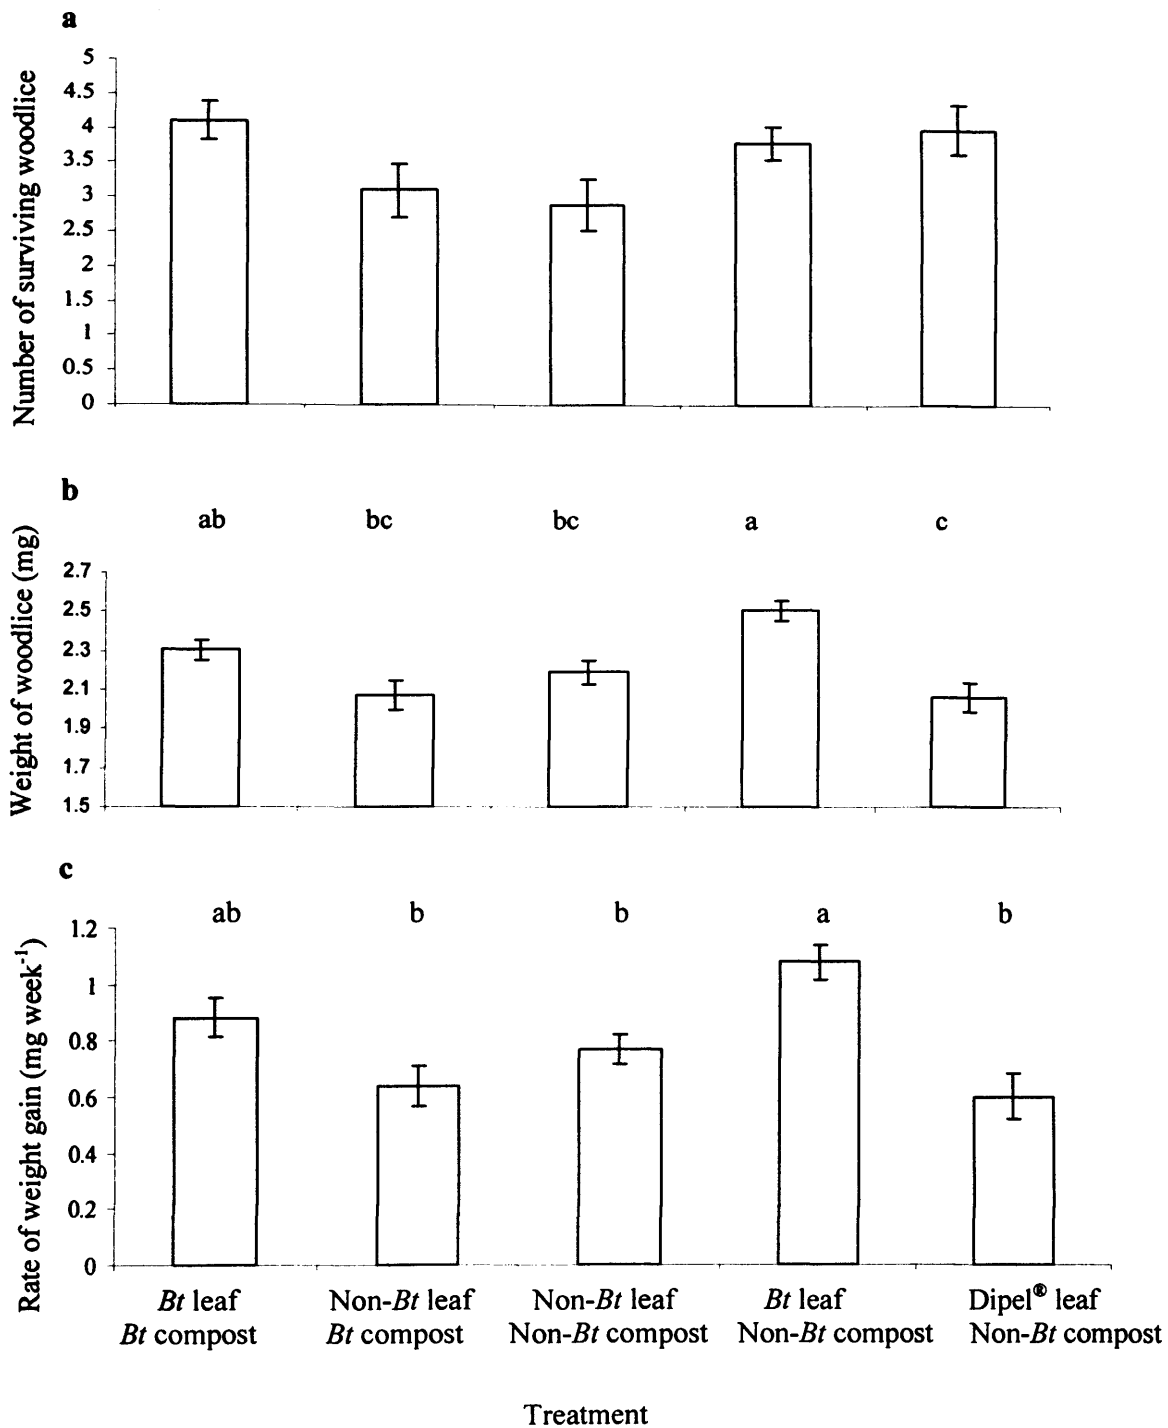 a
Number of surviving woodlice
5
4.5
4
3.5
3
2.5
2
1.5
1
0.5
0
b
ab bc bc a c
Weight of woodlice (mg)
2.7
2.5
2.3
2.1
1.9
1.7
1.5
c
ab b b a b
Rate of weight gain (mg week⁻¹)
1.2
1
0.8
0.6
0.4
0.2
0
Bt leaf Non-Bt leaf Non-Bt leaf Bt leaf Dipel® leaf
Bt compost Bt compost Non-Bt compost Non-Bt compost Non-Bt compost
Treatment